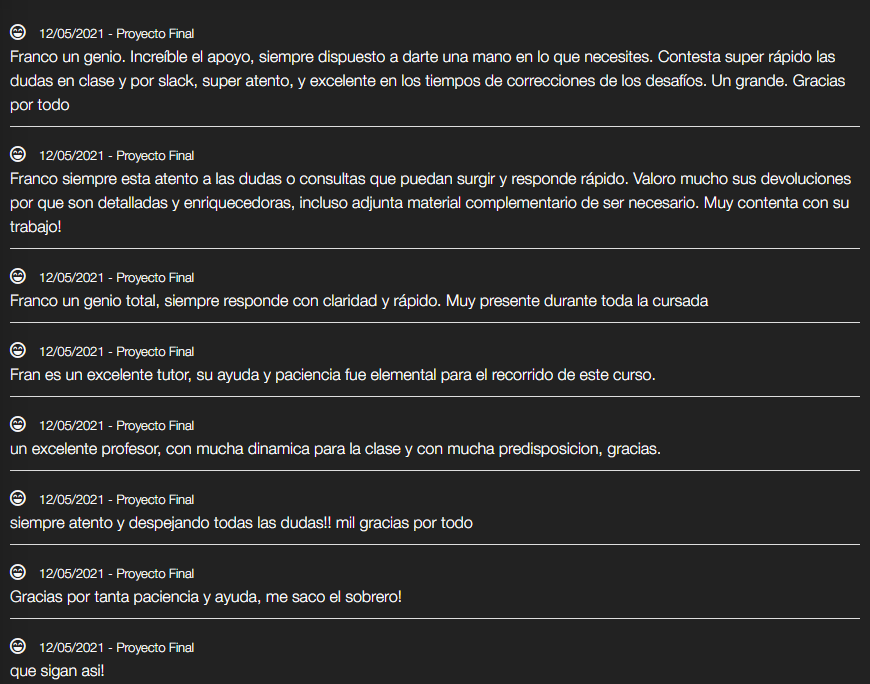 12/05/2021 - Proyecto Final
Franco un genio. Increíble el apoyo, siempre dispuesto a darte una mano en lo que necesites. Contesta super rápido las
dudas en clase y por slack, super atento, y excelente en los tiempos de correcciones de los desafíos. Un grande. Gracias
por todo
12/05/2021 - Proyecto Final
Franco siempre esta atento a las dudas o consultas que puedan surgir y responde rápido. Valoro mucho sus devoluciones
por que son detalladas y enriquecedoras, incluso adjunta material complementario de ser necesario. Muy contenta con su
trabajo!
12/05/2021 - Proyecto Final
Franco un genio total, siempre responde con claridad y rápido. Muy presente durante toda la cursada
12/05/2021 - Proyecto Final
Fran es un excelente tutor, su ayuda y paciencia fue elemental para el recorrido de este curso.
12/05/2021 - Proyecto Final
un excelente profesor, con mucha dinamica para la clase y con mucha predisposicion, gracias.
12/05/2021 - Proyecto Final
siempre atento y despejando todas las dudas!! mil gracias por todo
12/05/2021 - Proyecto Final
Gracias por tanta paciencia y ayuda, me saco el sobrero!
12/05/2021 - Proyecto Final
que sigan asi!